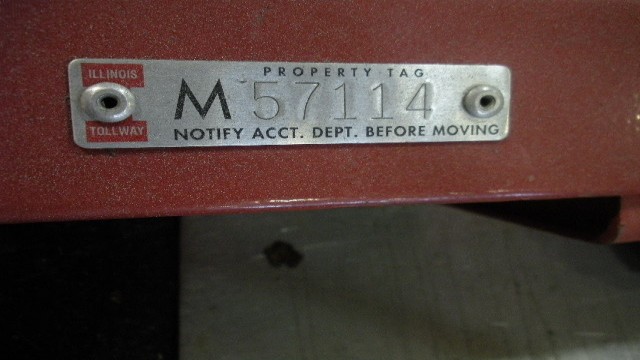 ILLINOIS
TOLLWAY
PROPERTY TAG
M 57114
NOTIFY ACCT. DEPT. BEFORE MOVING